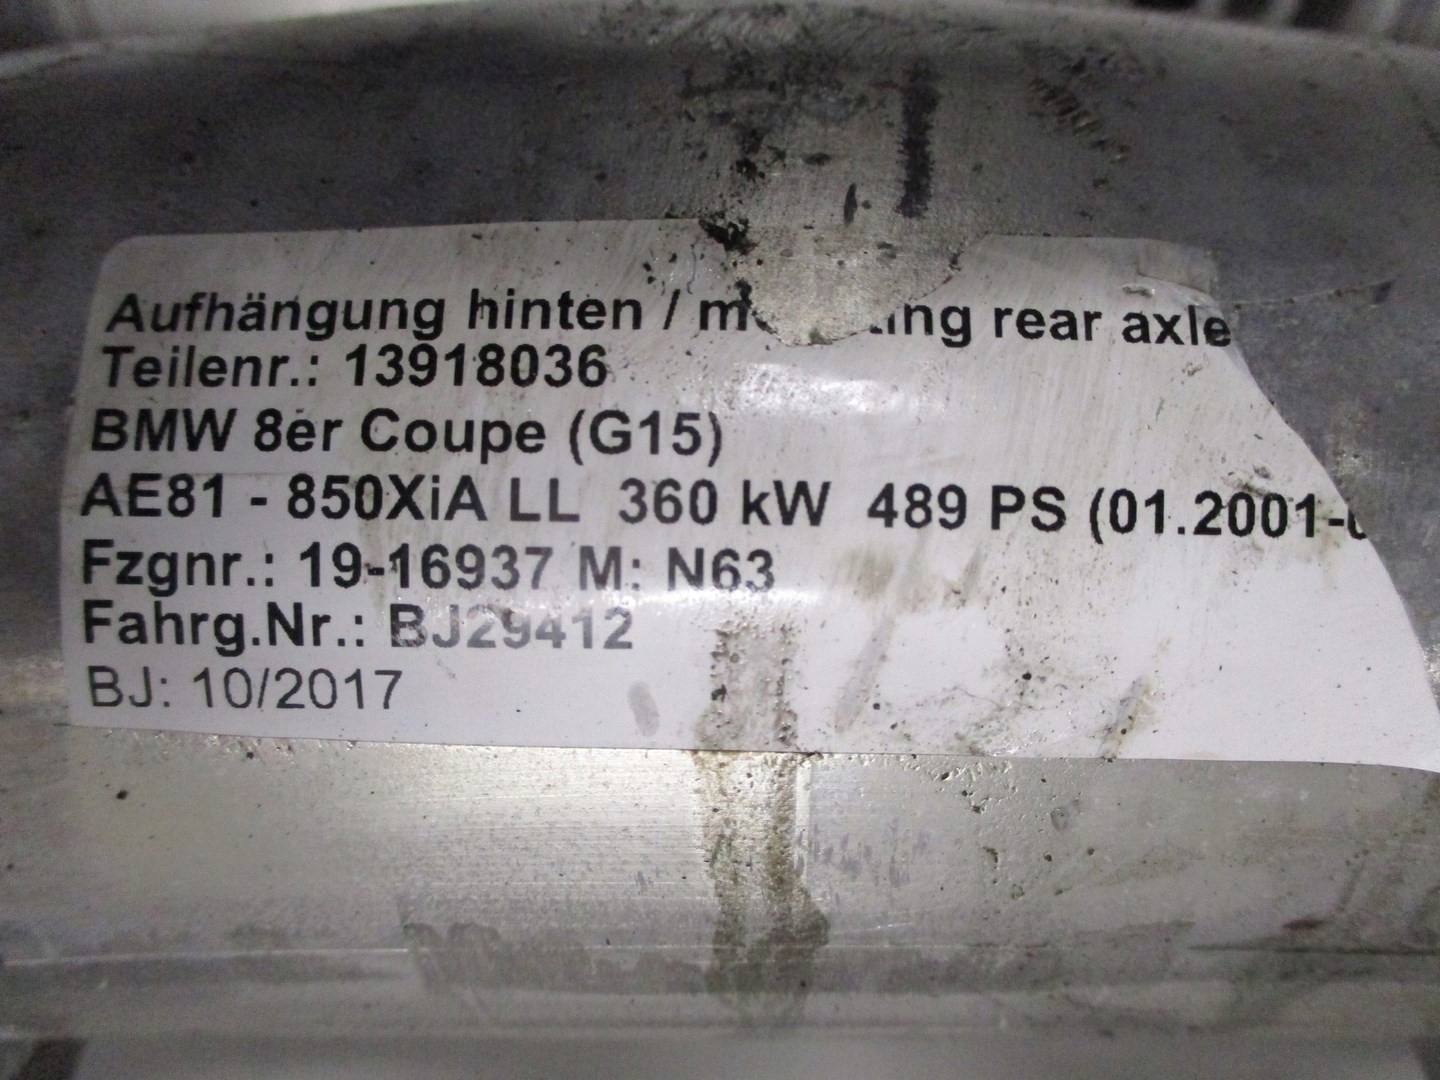 Aufhängung hinten / rear axle
Teilenr.: 13918036
BMW 8er Coupe (G15)
AE81 - 850XiA LL 360 kW 489 PS (01.2001-
Fzgnr.: 19-16937 M: N63
Fahrg.Nr.: BJ29412
BJ: 10/2017